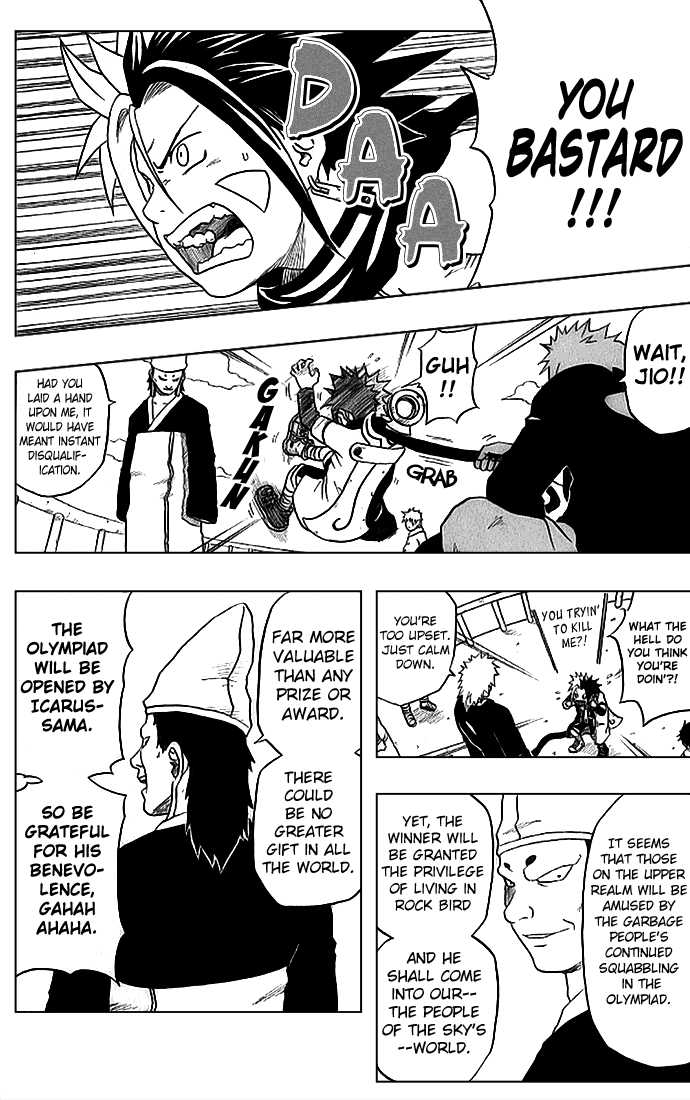 YOU
BASTARD
!!!
DAA
WAIT,
JIO!!
GUH
!!
GRAB
GAKUN
HAD YOU
LAID A HAND
UPON ME, IT
WOULD HAVE
MEANT INSTANT
DISQUALIF-
ICATION.
WHAT THE
HELL DO
YOU THINK
YOU'RE
DOIN'?!
YOU TRYIN'
TO KILL
ME?!
YOU'RE
TOO UPSET.
JUST CALM
DOWN.
IT SEEMS
THAT THOSE
ON THE UPPER
REALM WILL BE
AMUSED BY
THE GARBAGE
PEOPLE'S
CONTINUED
SQUABBLING
IN THE
OLYMPIAD.
YET, THE
WINNER WILL
BE GRANTED
THE PRIVILEGE
OF LIVING IN
ROCK BIRD
AND HE
SHALL COME
INTO OUR--
THE PEOPLE
OF THE SKY'S
--WORLD.
FAR MORE
VALUABLE
THAN ANY
PRIZE OR
AWARD.
THERE
COULD
BE NO
GREATER
GIFT IN ALL
THE WORLD.
THE
OLYMPIAD
WILL BE
OPENED BY
ICARUS-
SAMA.
SO BE
GRATEFUL
FOR HIS
BENEVO-
LENCE,
GAHAH
AHAHA.